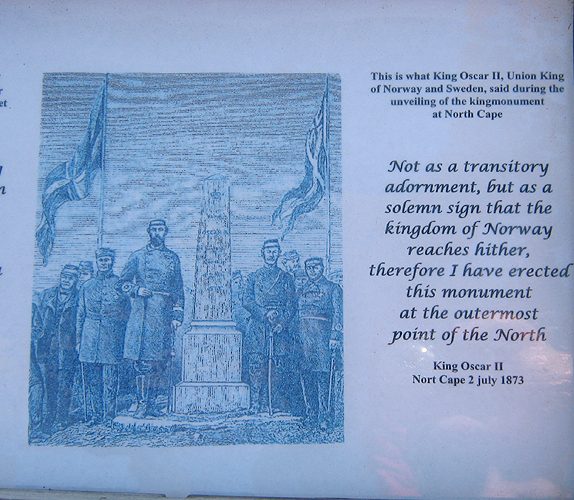 This is what King Oscar II, Union King
of Norway and Sweden, said during the
unveiling of the kingmonument
at North Cape
Not as a transitory
adornment, but as a
solemn sign that the
kingdom of Norway
reaches hither,
therefore I have erected
this monument
at the outermost
point of the North
King Oscar II
Nort Cape 2 july 1873